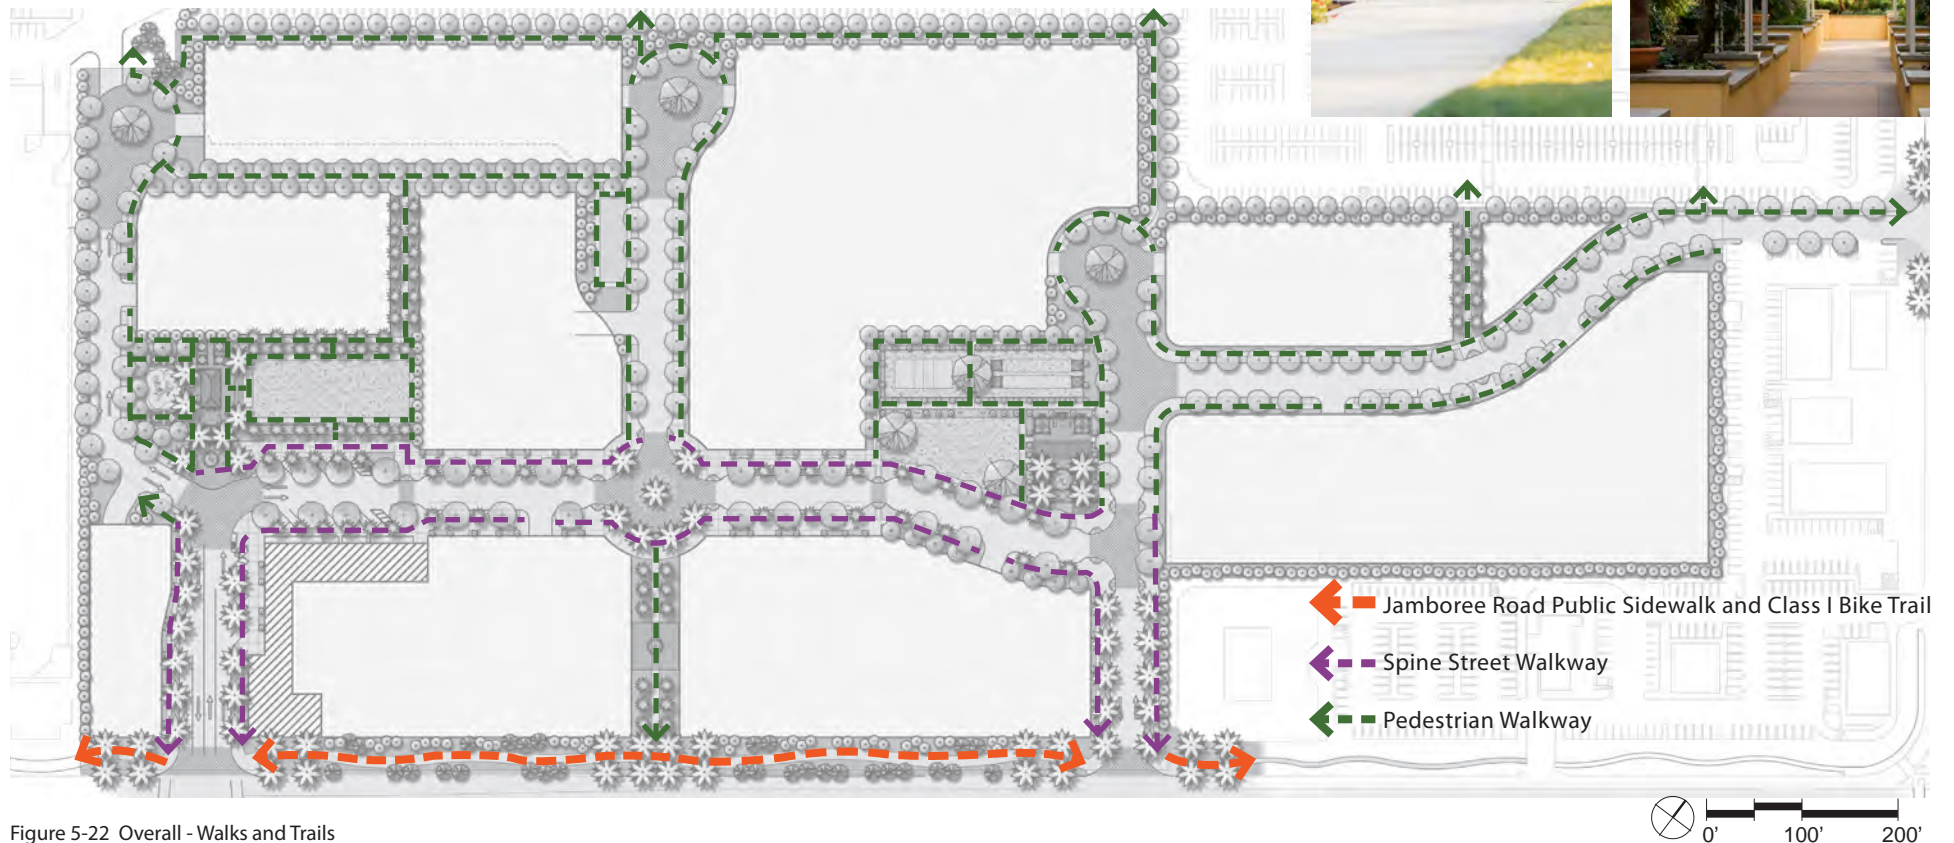 Jamboree Road Public Sidewalk and Class I Bike Trail
Spine Street Walkway
Pedestrian Walkway
Figure 5-22 Overall - Walks and Trails
0' 100' 200'